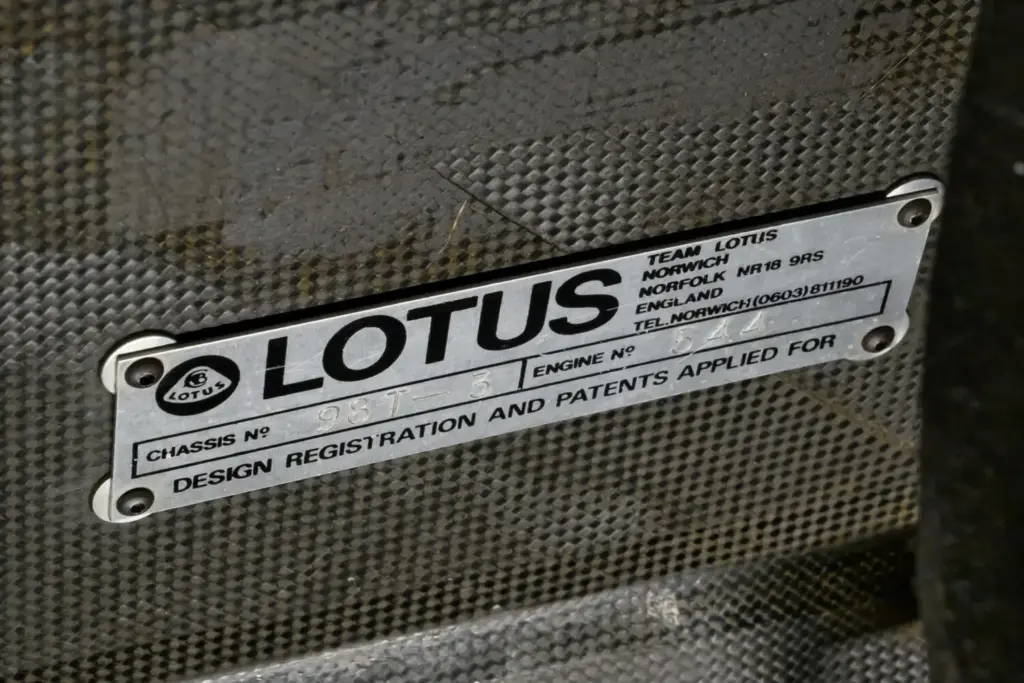 LOTUS
LOTUS
TEAM LOTUS
NORWICH
NORFOLK NR18 9RS
ENGLAND
TEL.NORWICH(0603)811190
CHASSIS Nº 98T-3
ENGINE Nº
DESIGN REGISTRATION AND PATENTS APPLIED FOR